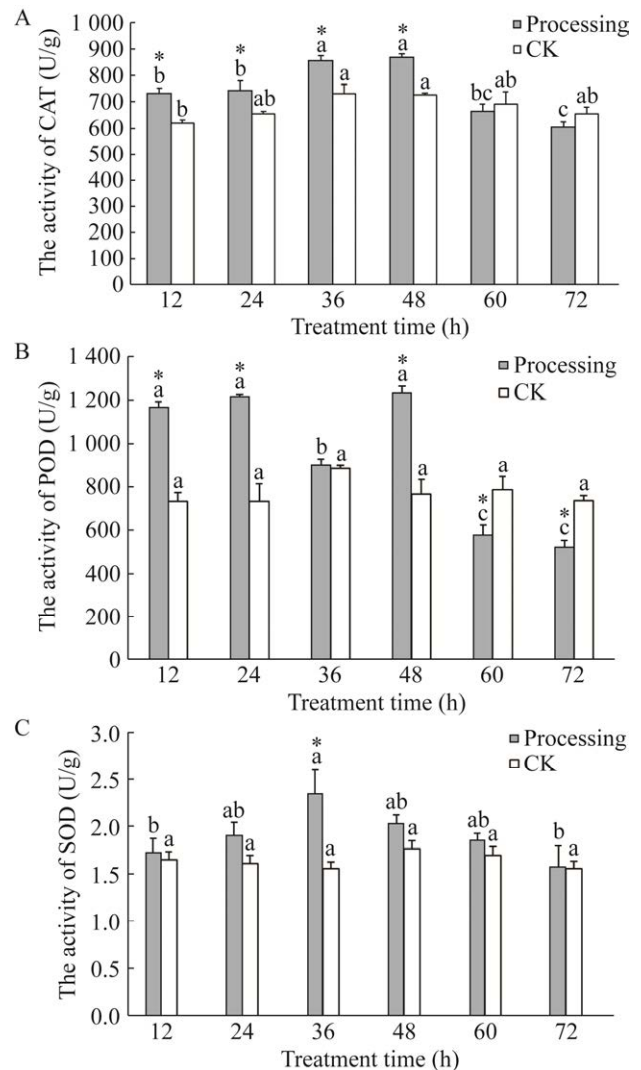 A
The activity of CAT (U/g)
1 000
900
800
700
600
500
400
300
200
100
0
Processing
CK
* b b
* b ab
* a a
* a a
bc ab
c ab
12 24 36 48 60 72
Treatment time (h)
B
The activity of POD (U/g)
1 400
1 200
1 000
800
600
400
200
0
Processing
CK
* a a
* a a
b a
* a a
* c a
* c a
12 24 36 48 60 72
Treatment time (h)
C
The activity of SOD (U/g)
3.0
2.5
2.0
1.5
1.0
0.5
0.0
Processing
CK
b a
ab a
* a a
ab a
ab a
b a
12 24 36 48 60 72
Treatment time (h)